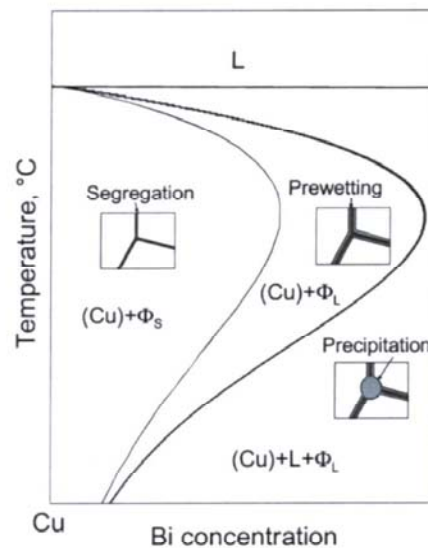 L
Segregation
Prewetting
(Cu)+Φ_S
(Cu)+Φ_L
Precipitation
(Cu)+L+Φ_L
Temperature, °C
Cu
Bi concentration